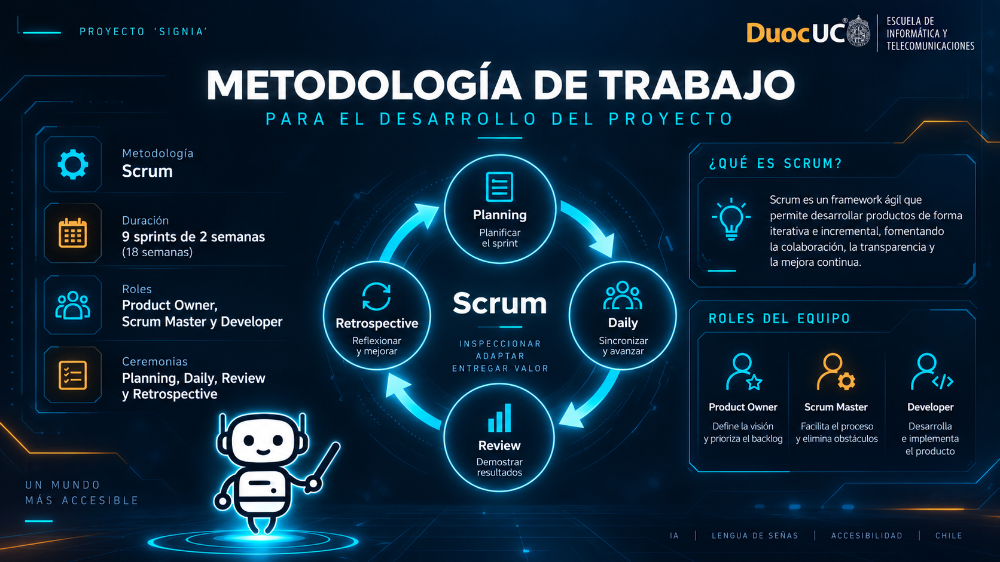 PROYECTO ‘SIGNIA’
DuocUC®
ESCUELA DE
INFORMÁTICA Y
TELECOMUNICACIONES
METODOLOGÍA DE TRABAJO
PARA EL DESARROLLO DEL PROYECTO
Metodología
Scrum
Duración
9 sprints de 2 semanas
(18 semanas)
Roles
Product Owner,
Scrum Master y Developer
Ceremonias
Planning, Daily, Review
y Retrospective
UN MUNDO
MÁS ACCESIBLE
Planning
Planificar
el sprint
Daily
Sincronizar
y avanzar
Review
Demostrar
resultados
Retrospective
Reflexionar
y mejorar
Scrum
INSPECCIONAR
ADAPTAR
ENTREGAR VALOR
¿QUÉ ES SCRUM?
Scrum es un framework ágil que
permite desarrollar productos de forma
iterativa e incremental, fomentando
la colaboración, la transparencia y
la mejora continua.
ROLES DEL EQUIPO
Product Owner
Define la visión
y prioriza el backlog
Scrum Master
Facilita el proceso
y elimina obstáculos
Developer
Desarrolla
e implementa
el producto
IA | LENGUA DE SEÑAS | ACCESIBILIDAD | CHILE